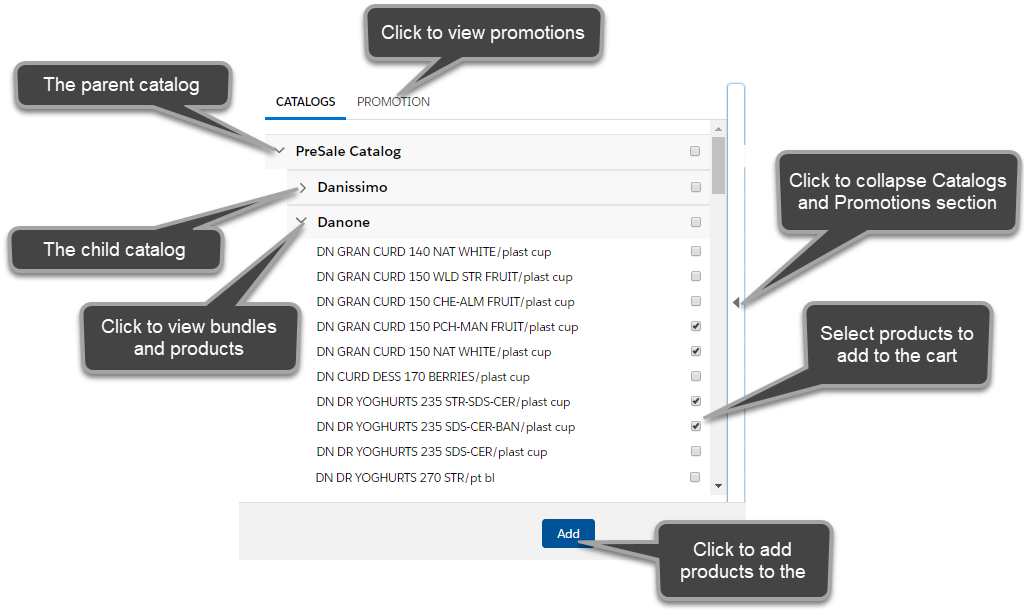 Click to view promotions
The parent catalog
CATALOGS PROMOTION
PreSale Catalog
Danissimo
Click to collapse Catalogs
and Promotions section
The child catalog
Danone
DN GRAN CURD 140 NAT WHITE/plast cup
DN GRAN CURD 150 WLD STR FRUIT/plast cup
DN GRAN CURD 150 CHE-ALM FRUIT/plast cup
Click to view bundles
and products
DN GRAN CURD 150 PCH-MAN FRUIT/plast cup
DN GRAN CURD 150 NAT WHITE/plast cup
Select products to
add to the cart
DN CURD DESS 170 BERRIES/plast cup
DN DR YOGHURTS 235 STR-SDS-CER/plast cup
DN DR YOGHURTS 235 SDS-CER-BAN/plast cup
DN DR YOGHURTS 235 SDS-CER/plast cup
DN DR YOGHURTS 270 STR/pt bl
Add
Click to add
products to the